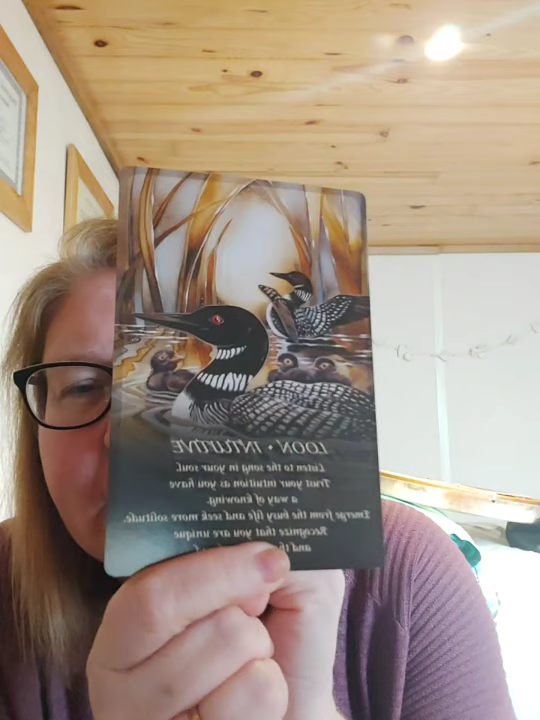 LOON • INTUITIVE
Listen to the song in your soul
Trust your intuition as you have
a way of knowing.
Emerge from the busy life and seek more solitude.
Recognize that you are unique
and